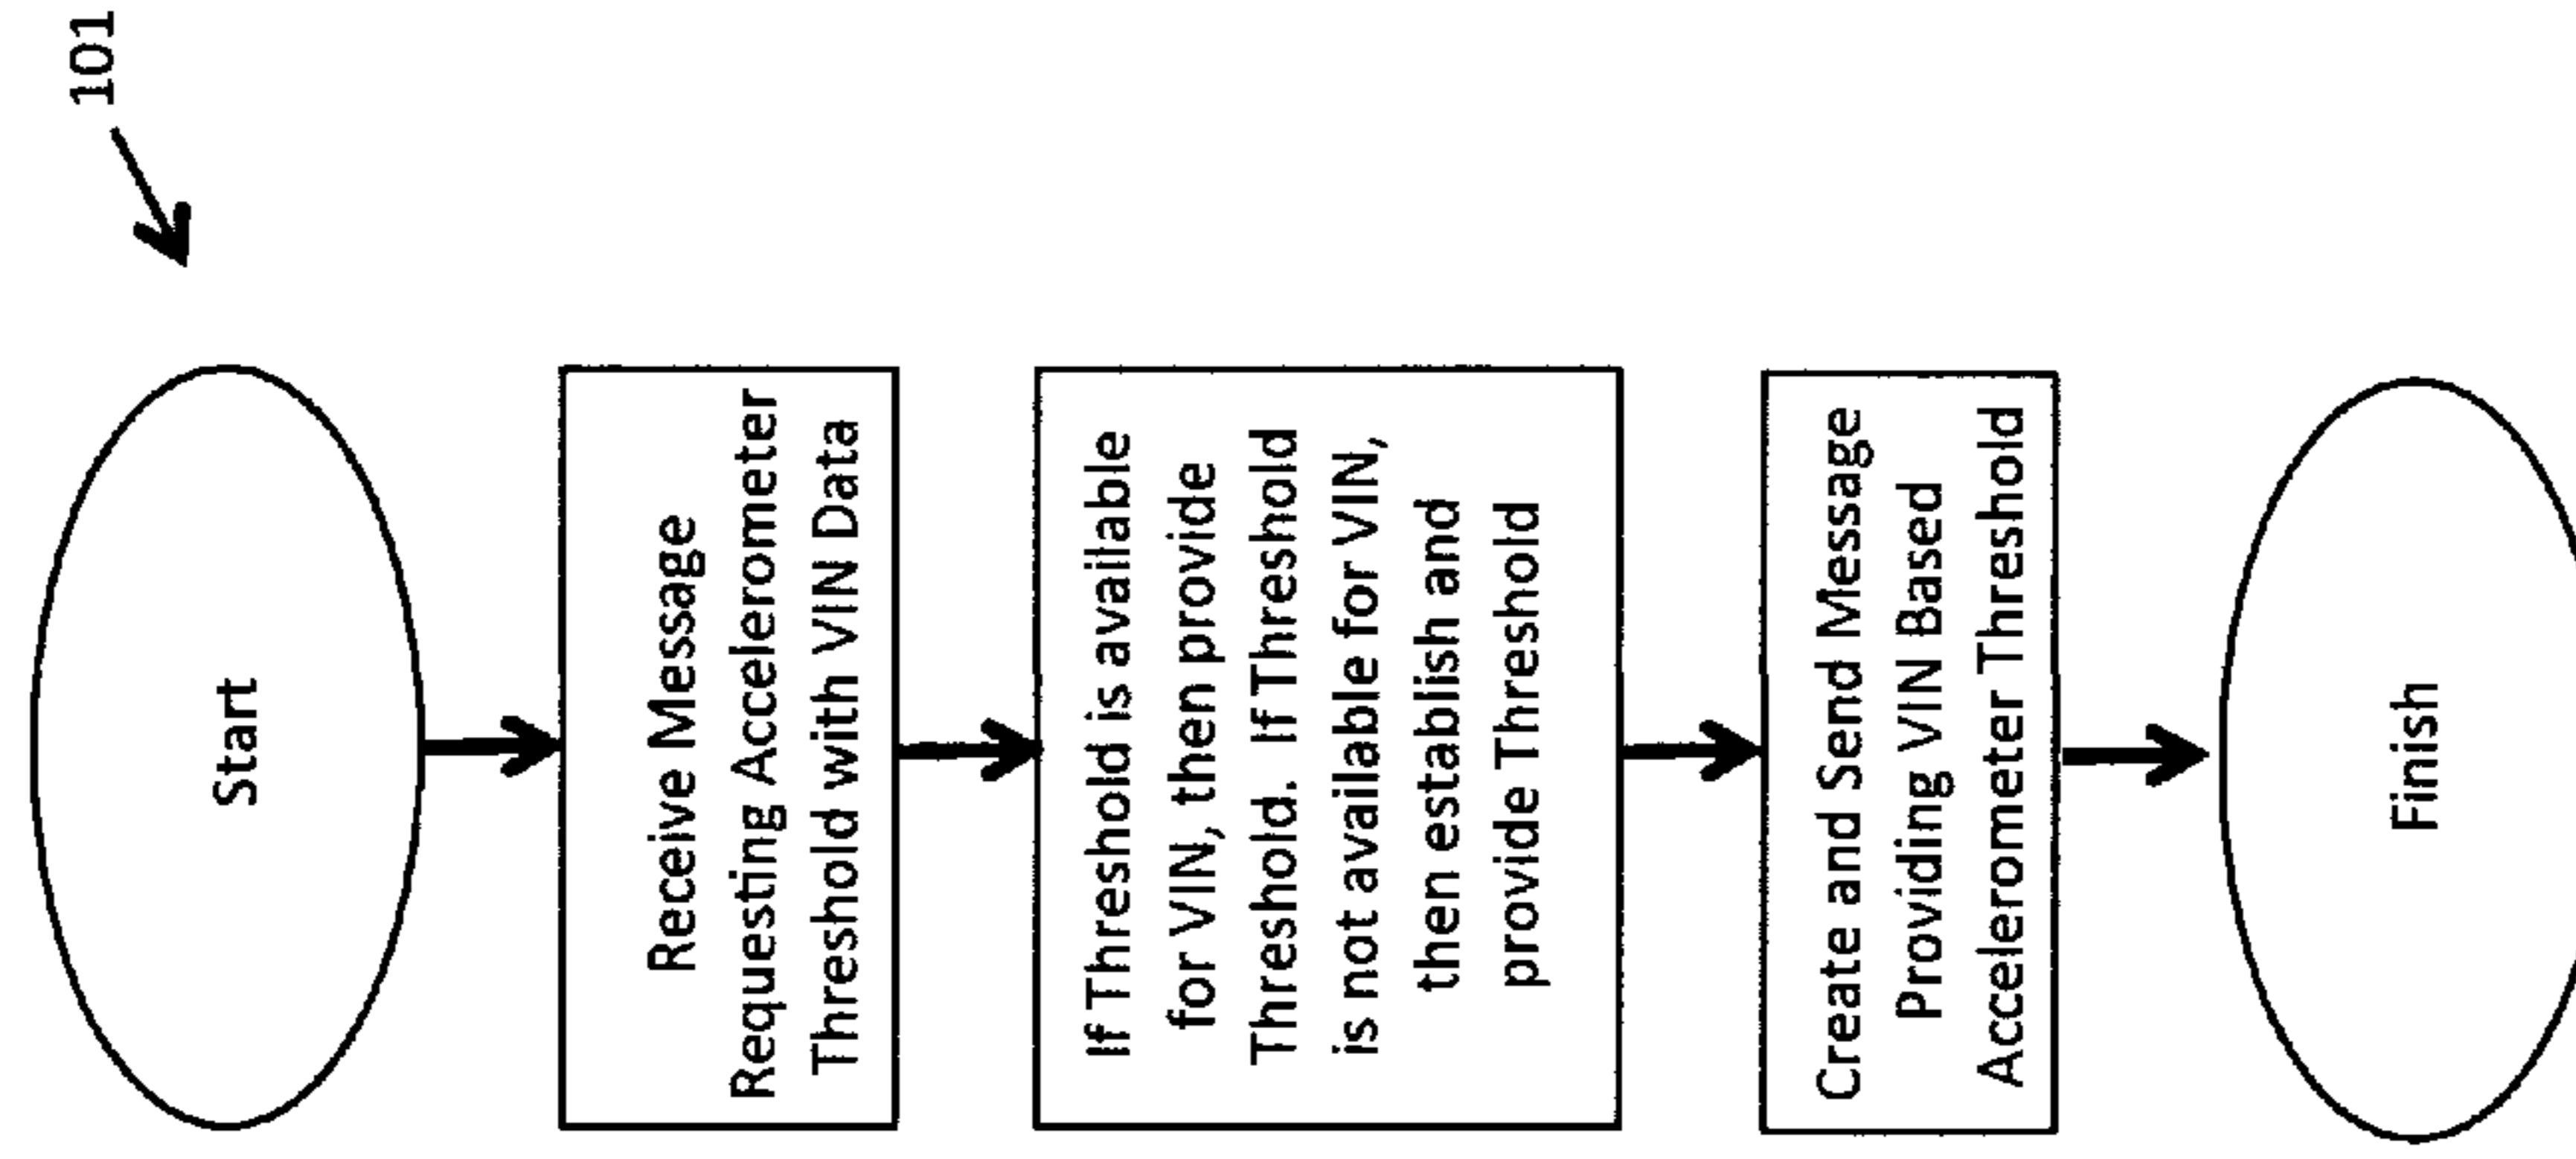 101
Start
Receive Message
Requesting Accelerometer
Threshold with VIN Data
If Threshold is available
for VIN, then provide
Threshold. If Threshold
is not available for VIN,
then establish and
provide Threshold
Create and Send Message
Providing VIN Based
Accelerometer Threshold
Finish